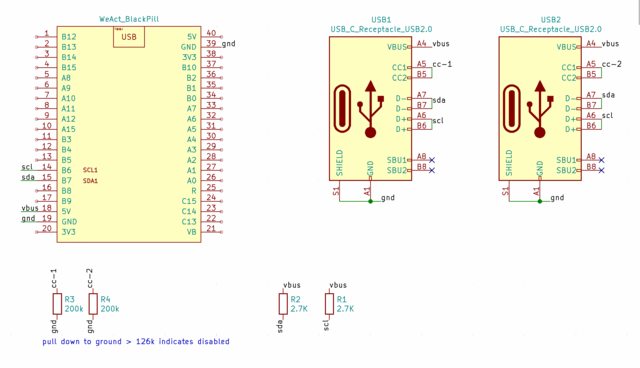 WeAct_BlackPill
USB
1 B12 5V 40
2 B13 GND 39 gnd
3 B14 3V3 38
4 B15 B10 37
5 A8 B2 36
6 A9 B1 35
7 A10 B0 34
8 A11 A7 33
9 A12 A6 32
10 A15 A5 31
11 B3 A4 30
12 B4 A3 29
13 B5 A2 28
scl 14 B6 SCL1 A1 27
sda 15 B7 SDA1 A0 26
16 B8 R 25
17 B9 C15 24
vbus 18 5V C14 23
gnd 19 GND C13 22
20 3V3 VB 21
USB1
USB_C_Receptacle_USB2.0
VBUS A4 vbus
CC1 A5 cc-1
CC2 B5
D- A7 sda
D- B7
D+ A6 scl
D+ B6
SBU1 A8
SBU2 B8
SHIELD
GND
S1
A1
gnd
USB2
USB_C_Receptacle_USB2.0
VBUS A4 vbus
CC1 A5 cc-2
CC2 B5
D- A7 sda
D- B7
D+ A6 scl
D+ B6
SBU1 A8
SBU2 B8
SHIELD
GND
S1
A1
gnd
cc-1
R3
200k
gnd
cc-2
R4
200k
gnd
vbus
R2
2.7K
sda
vbus
R1
2.7K
scl
pull down to ground > 126k indicates disabled